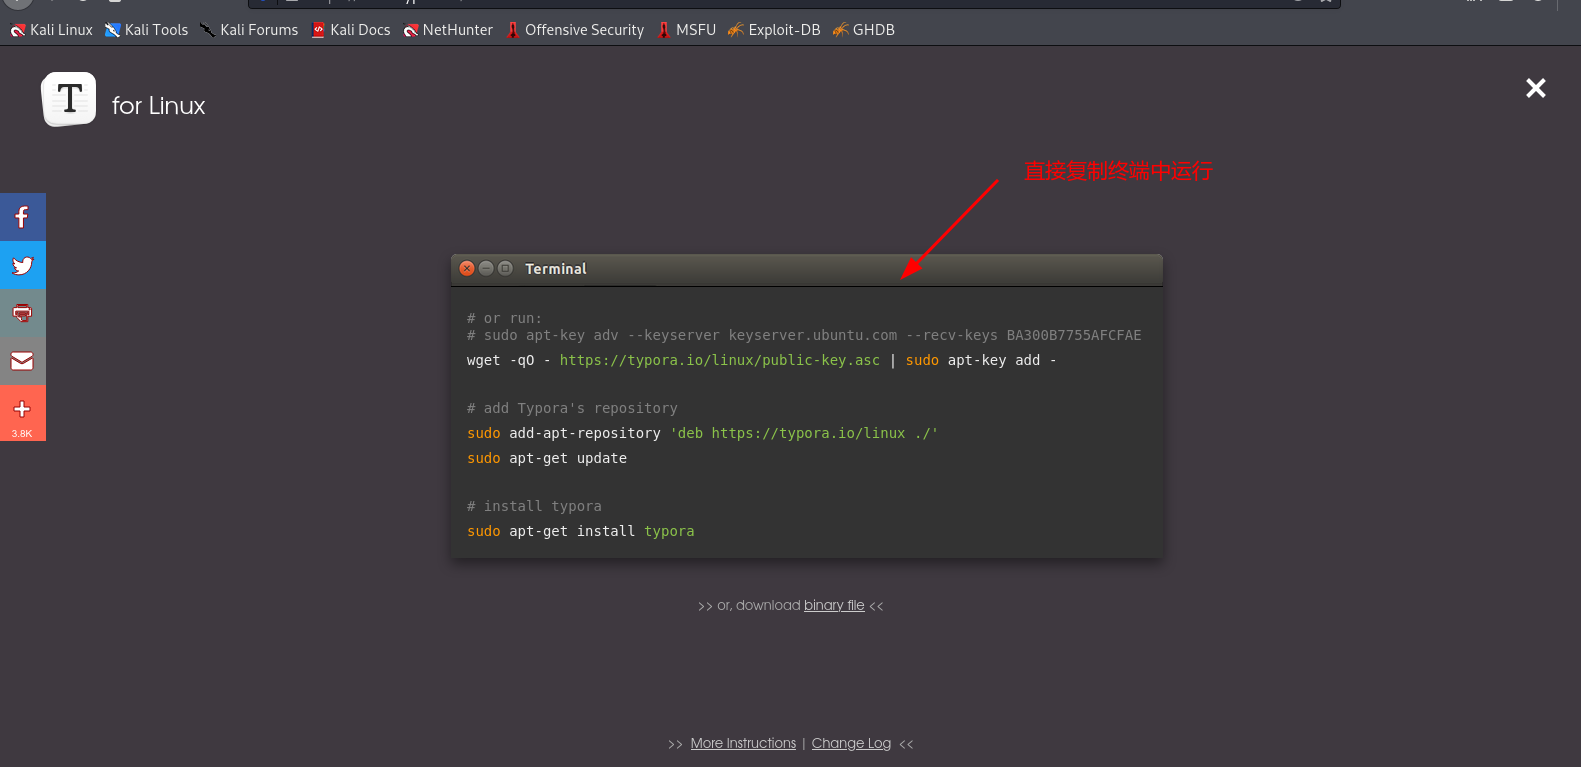 Kali Linux Kali Tools Kali Forums Kali Docs NetHunter Offensive Security MSFU Exploit-DB GHDB
T for Linux
直接复制终端中运行
Terminal
# or run:
# sudo apt-key adv --keyserver keyserver.ubuntu.com --recv-keys BA300B7755AFCFAE
wget -qO - https://typora.io/linux/public-key.asc | sudo apt-key add -
# add Typora's repository
sudo add-apt-repository 'deb https://typora.io/linux ./'
sudo apt-get update
# install typora
sudo apt-get install typora
3.8K
>> or, download binary file <<
>> More Instructions | Change Log <<